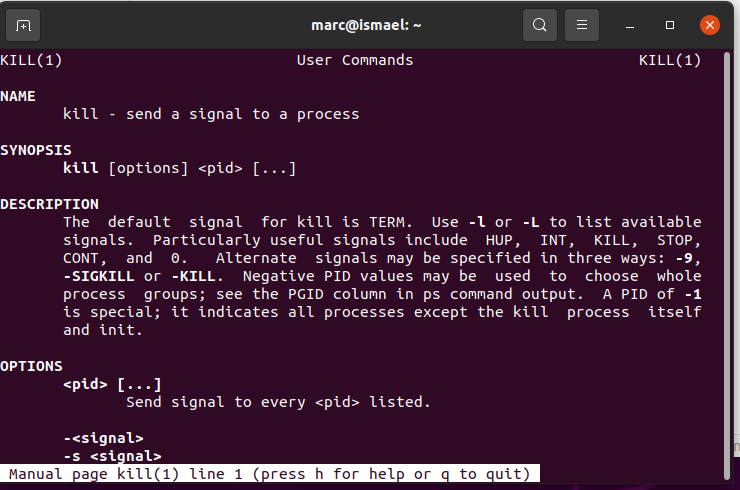 marc@ismael: ~
KILL(1) User Commands KILL(1)
NAME
kill - send a signal to a process
SYNOPSIS
kill [options] <pid> [...]
DESCRIPTION
The default signal for kill is TERM. Use -l or -L to list available
signals. Particularly useful signals include HUP, INT, KILL, STOP,
CONT, and 0. Alternate signals may be specified in three ways: -9,
-SIGKILL or -KILL. Negative PID values may be used to choose whole
process groups; see the PGID column in ps command output. A PID of -1
is special; it indicates all processes except the kill process itself
and init.
OPTIONS
<pid> [...]
Send signal to every <pid> listed.
-<signal>
-s <signal>
Manual page kill(1) line 1 (press h for help or q to quit)